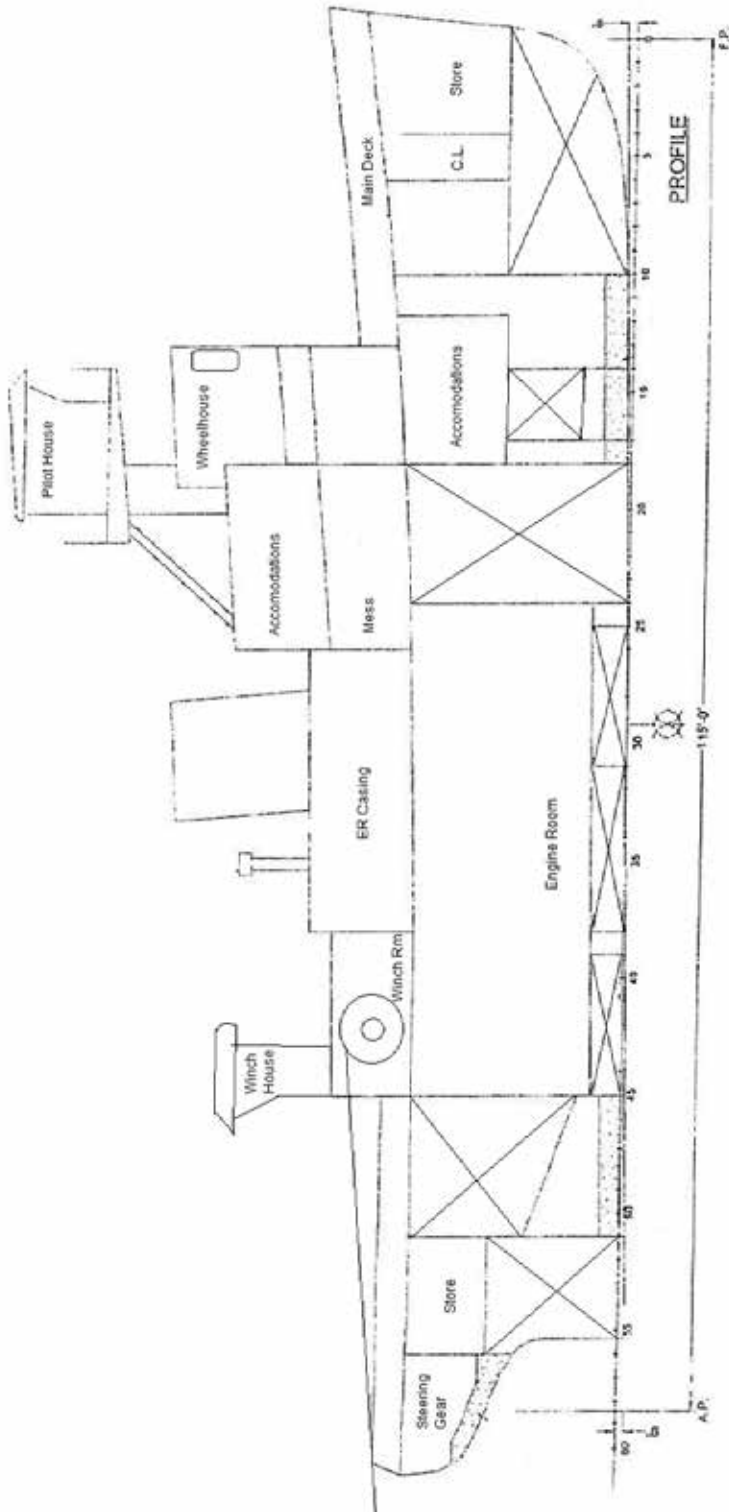 Pilot House
Wheelhouse
Accomodations
Main Deck
Mess
C.L.
Store
Accomodations
ER Casing
Winch
House
Winch Rm
Engine Room
Store
Steering
Gear
60
55
50
45
40
35
30
25
20
15
10
5
0
115'-0"
A.P.
F.P.
PROFILE